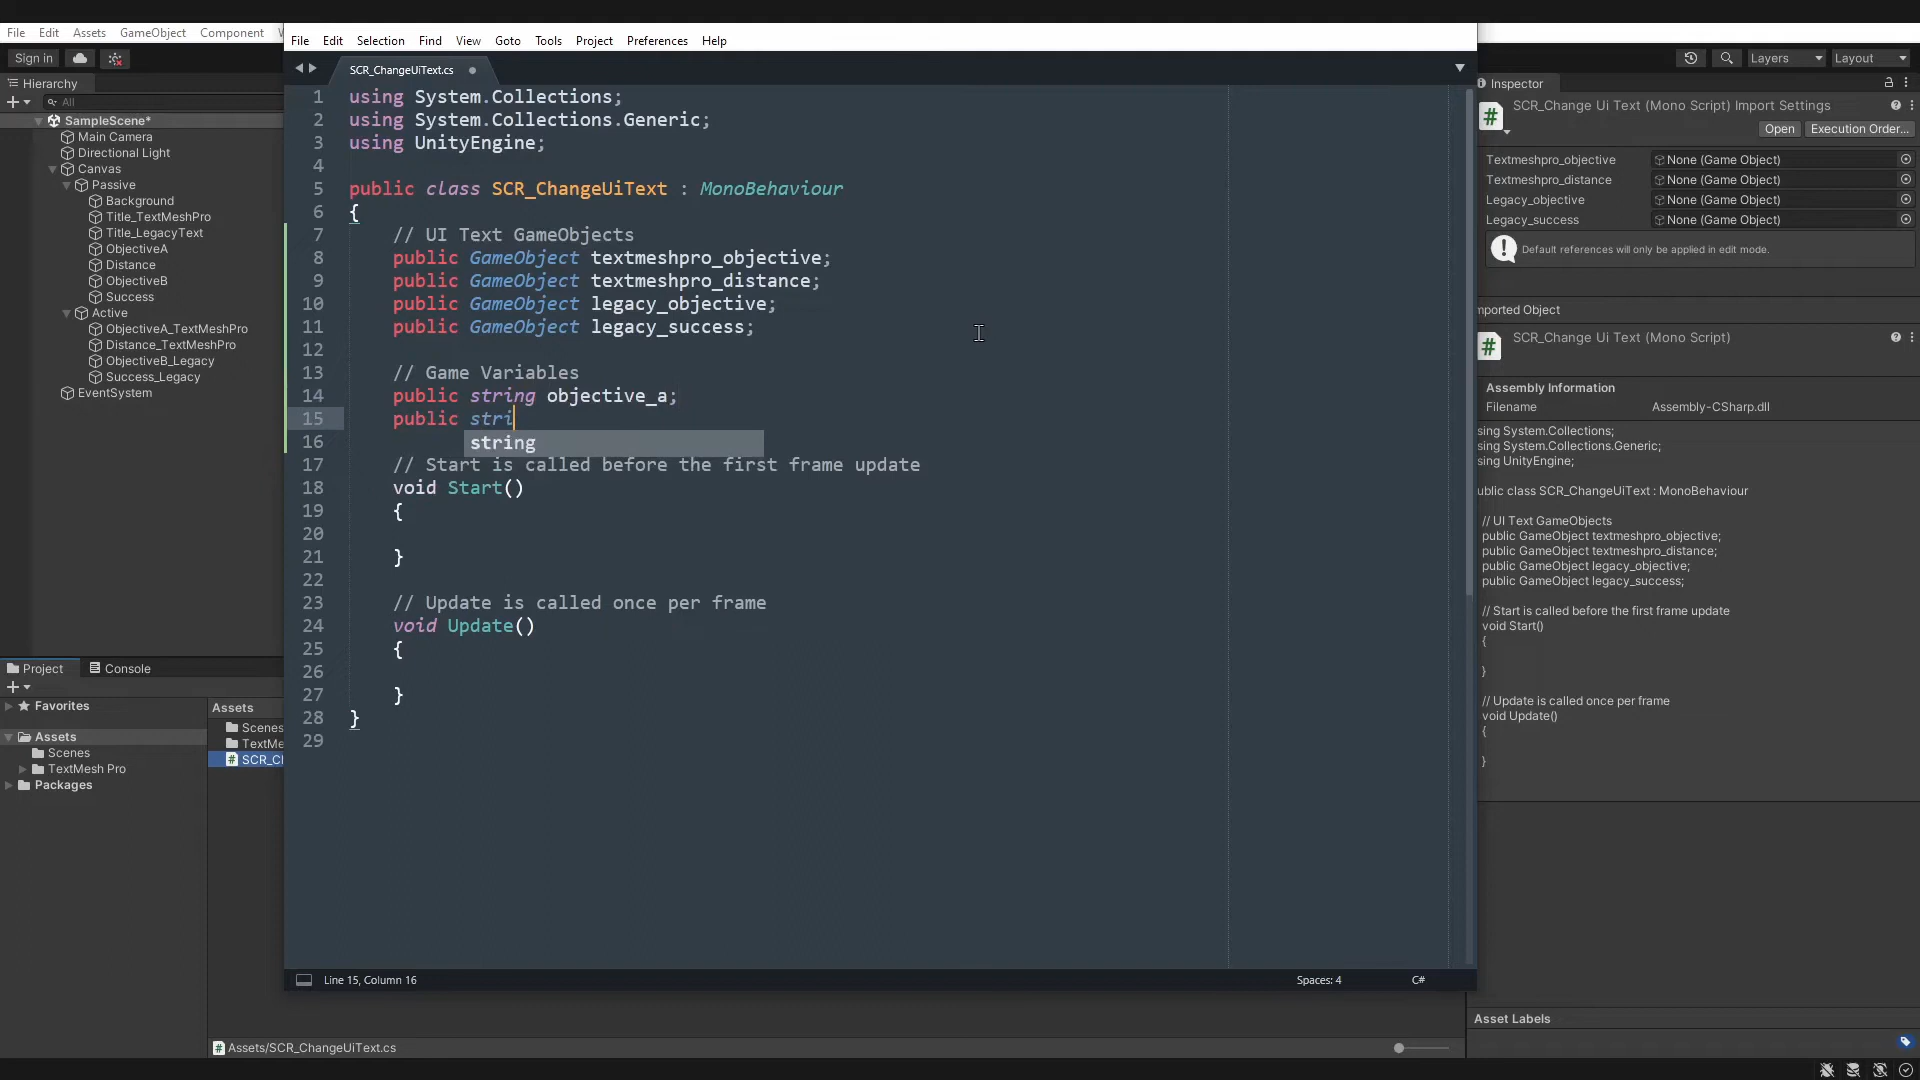 File Edit Assets GameObject Component
Sign in
Hierarchy
All
SampleScene*
Main Camera
Directional Light
Canvas
Passive
Background
Title_TextMeshPro
Title_LegacyText
ObjectiveA
Distance
ObjectiveB
Success
Active
ObjectiveA_TextMeshPro
Distance_TextMeshPro
ObjectiveB_Legacy
Success_Legacy
EventSystem
Project Console
Favorites
Assets
Scenes
TextMesh Pro
Packages
Assets
Scenes
TextMe
SCR_Cl
Assets/SCR_ChangeUiText.cs
File Edit Selection Find View Goto Tools Project Preferences Help
SCR_ChangeUiText.cs
1 using System.Collections;
2 using System.Collections.Generic;
3 using UnityEngine;
4
5 public class SCR_ChangeUiText : MonoBehaviour
6 {
7 // UI Text GameObjects
8 public GameObject textmeshpro_objective;
9 public GameObject textmeshpro_distance;
10 public GameObject legacy_objective;
11 public GameObject legacy_success;
12
13 // Game Variables
14 public string objective_a;
15 public stri
string
16
17 // Start is called before the first frame update
18 void Start()
19 {
20
21 }
22
23 // Update is called once per frame
24 void Update()
25 {
26
27 }
28 }
29
Line 15, Column 16
Spaces: 4
C#
Layers Layout
Inspector
SCR_Change Ui Text (Mono Script) Import Settings
Open Execution Order...
Textmeshpro_objective None (Game Object)
Textmeshpro_distance None (Game Object)
Legacy_objective None (Game Object)
Legacy_success None (Game Object)
Default references will only be applied in edit mode.
mported Object
SCR_Change Ui Text (Mono Script)
Assembly Information
Filename Assembly-CSharp.dll
sing System.Collections;
sing System.Collections.Generic;
sing UnityEngine;
ublic class SCR_ChangeUiText : MonoBehaviour
// UI Text GameObjects
public GameObject textmeshpro_objective;
public GameObject textmeshpro_distance;
public GameObject legacy_objective;
public GameObject legacy_success;
// Start is called before the first frame update
void Start()
{
}
// Update is called once per frame
void Update()
{
}
Asset Labels